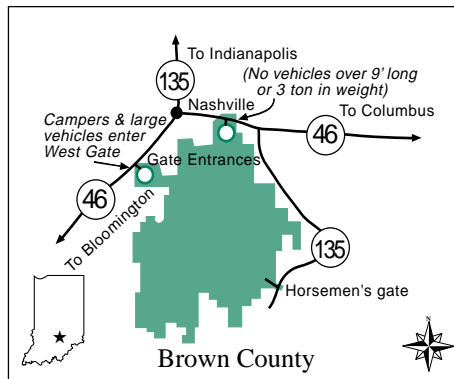 To Indianapolis
135
(No vehicles over 9' long
or 3 ton in weight)
Nashville
To Columbus
Campers & large
vehicles enter
West Gate
46
Gate Entrances
46
To Bloomington
135
Horsemen's gate
Brown County
N